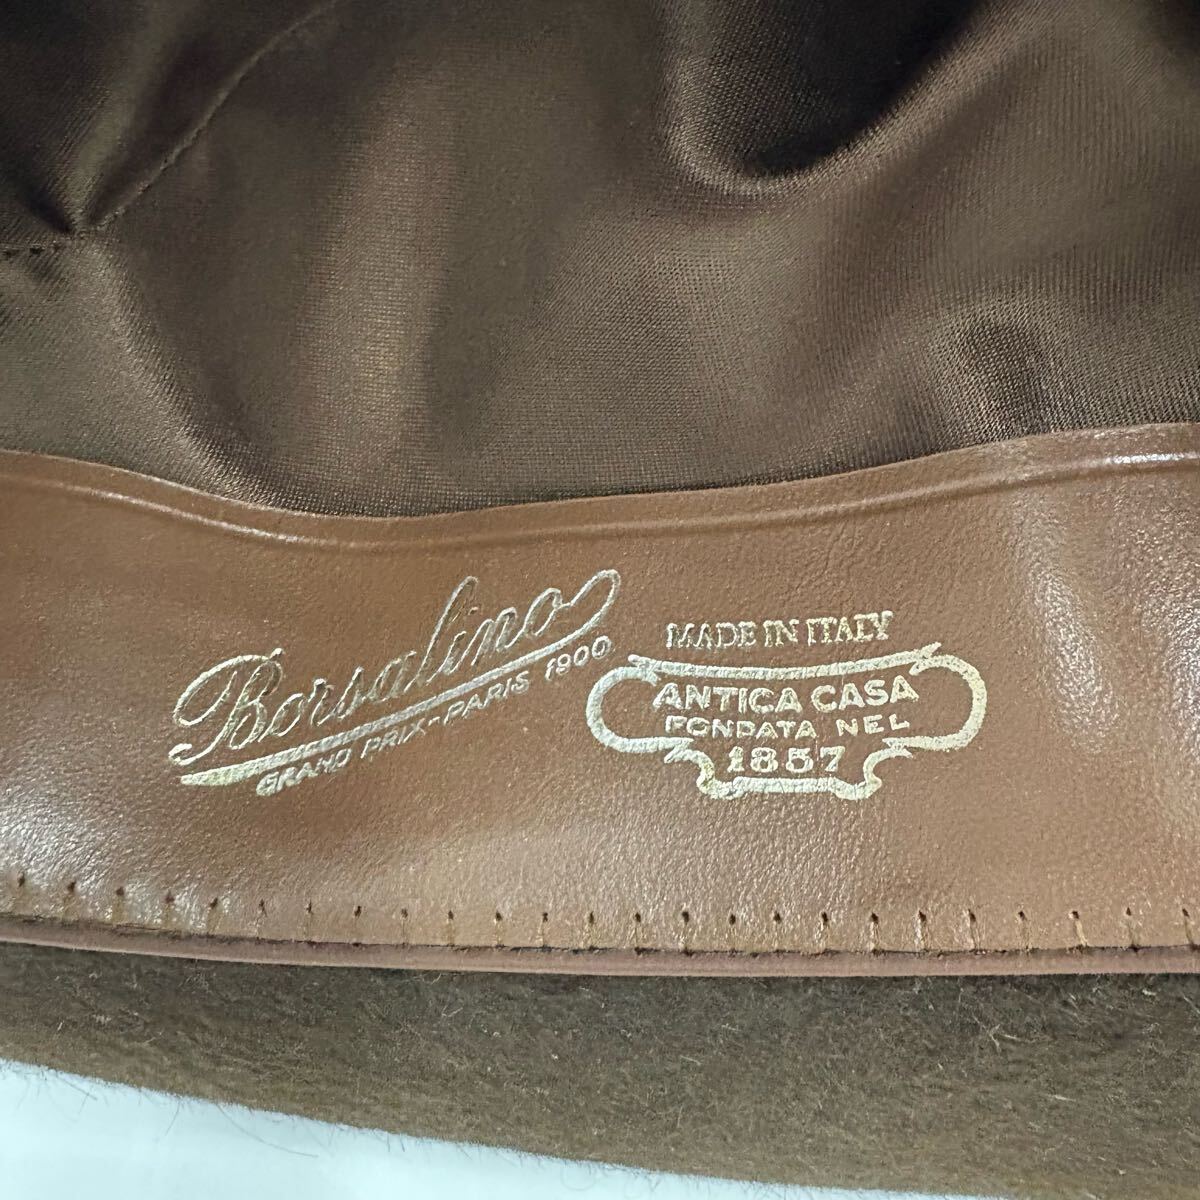 Borsalino
GRAND PRIX-PARIS 1900
MADE IN ITALY
ANTICA CASA
FONDATA NEL
1857